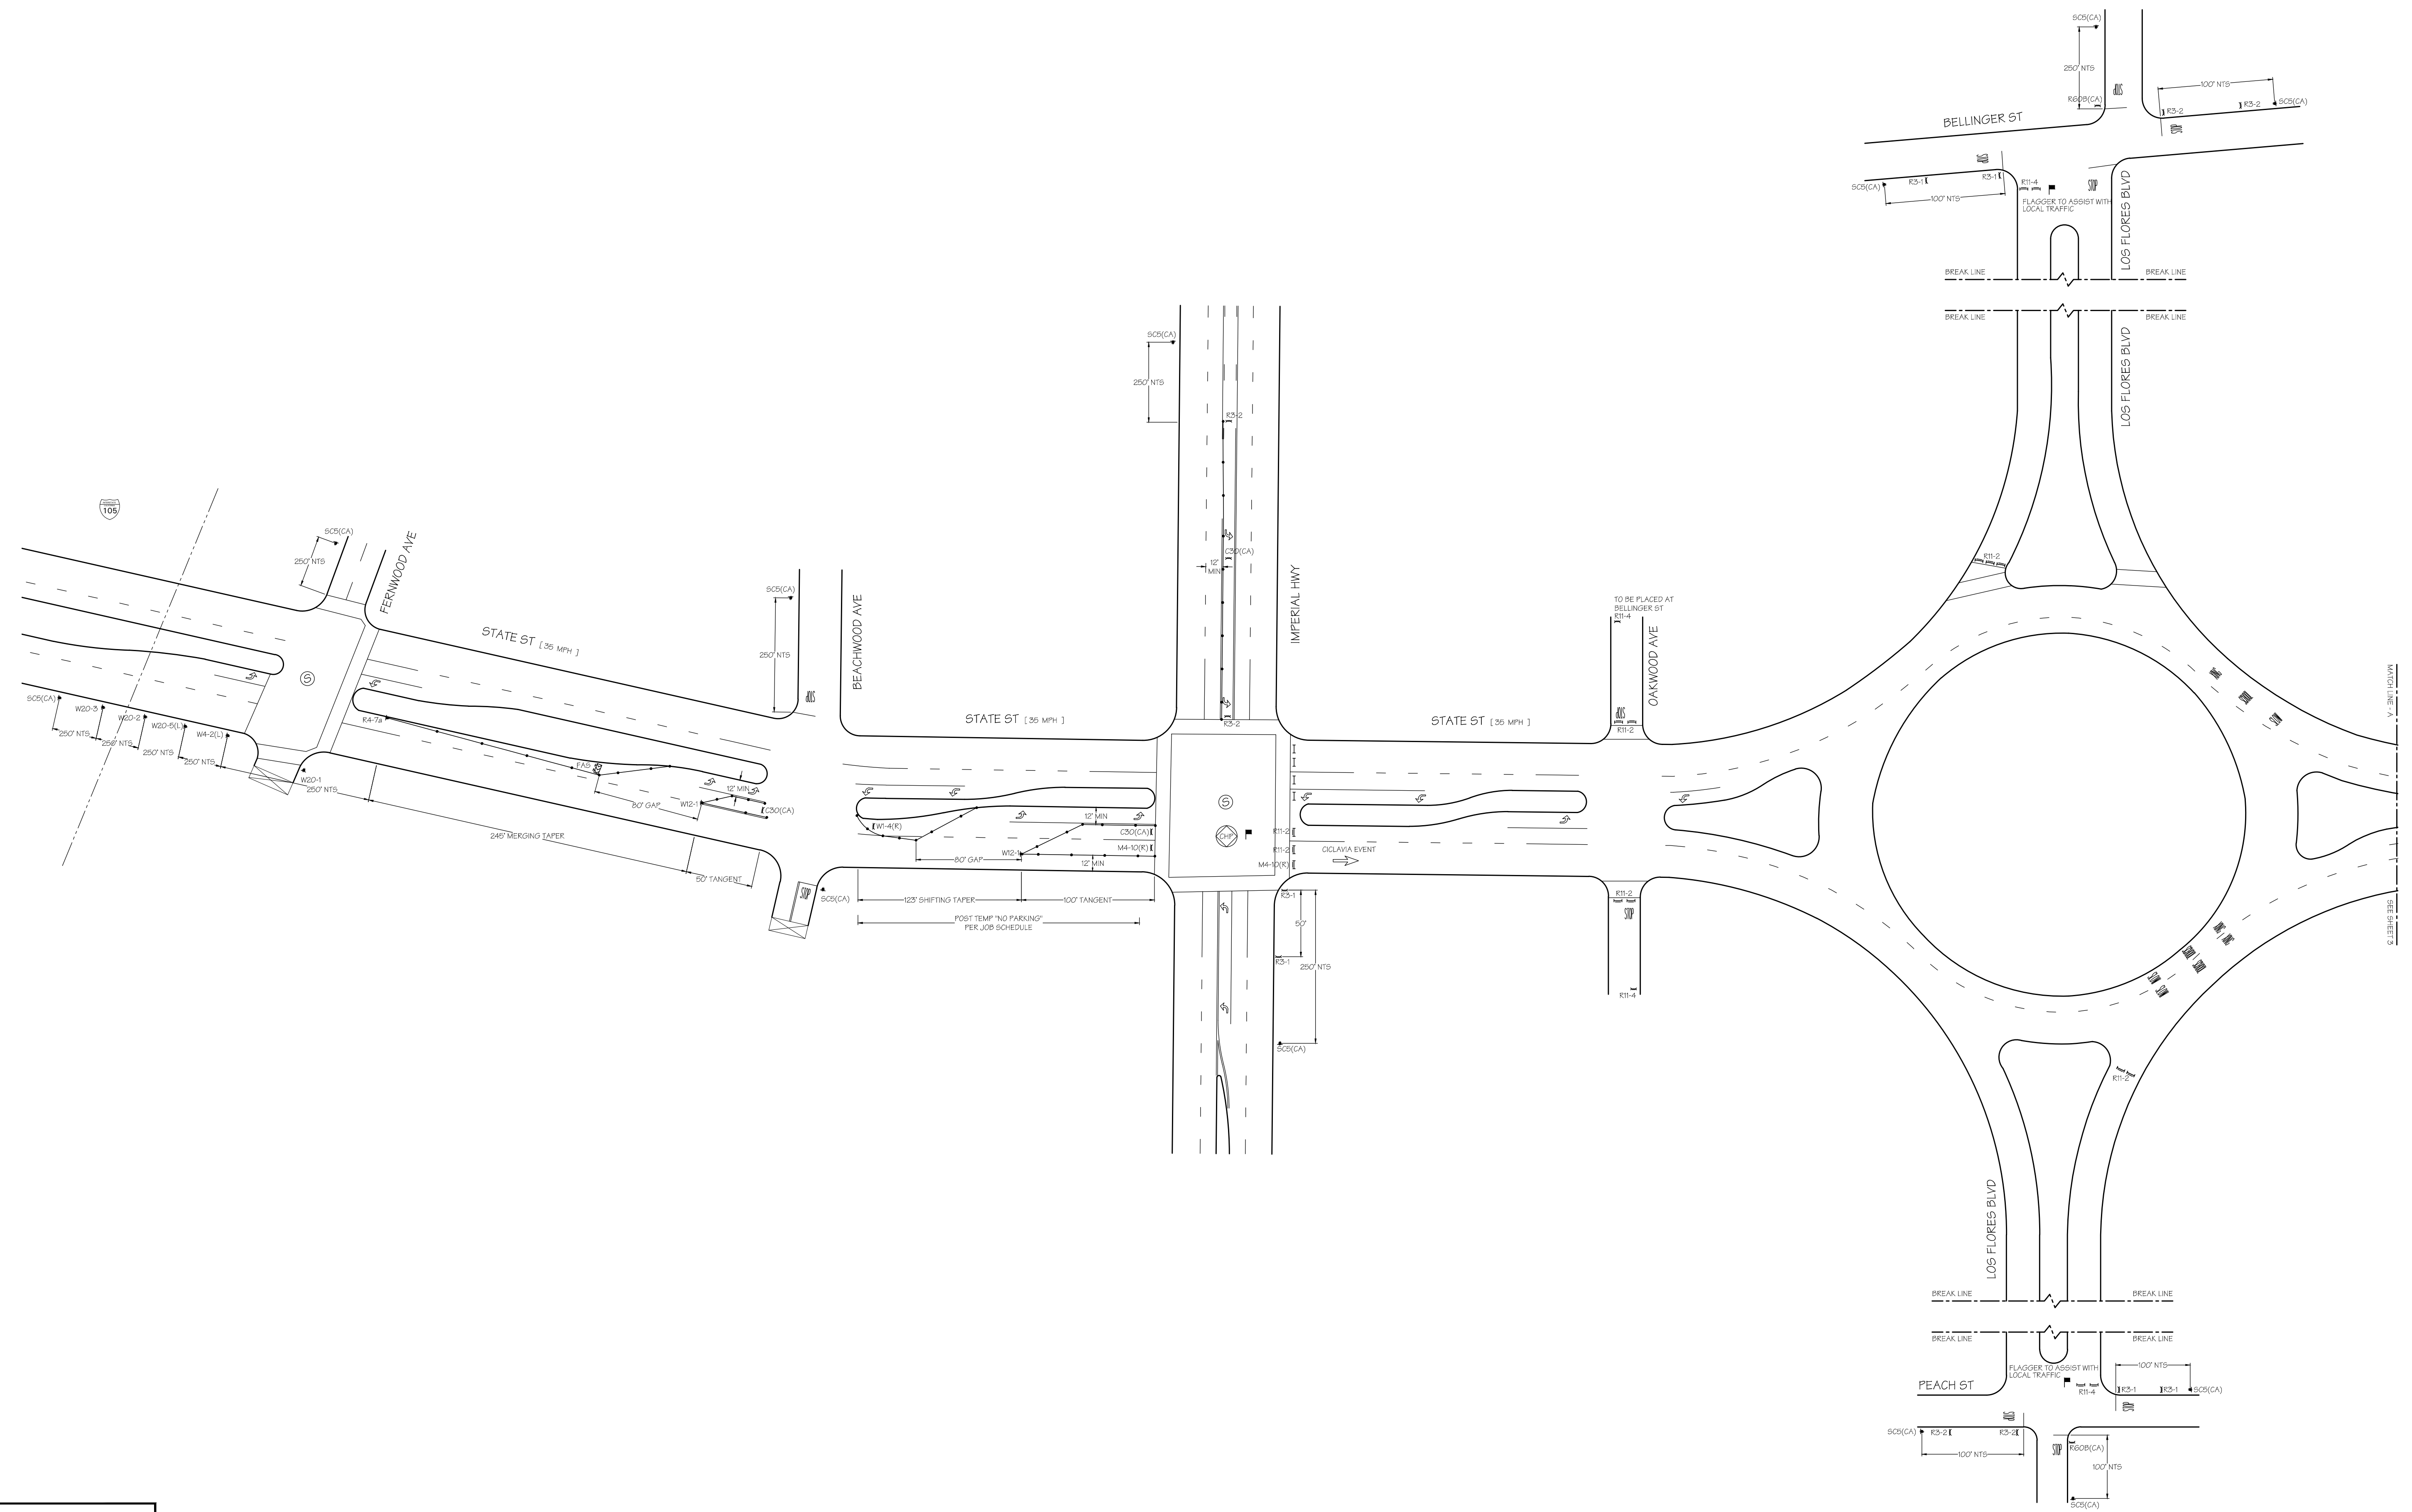 SC5(CA)
250' NTS
R60B(CA)
STOP
100' NTS
R3-2
R3-2
SC5(CA)
STOP
BELLINGER ST
STOP
SC5(CA)
R3-1
R3-1
100' NTS
R11-4
STOP
FLAGGER TO ASSIST WITH
LOCAL TRAFFIC
LOS FLORES BLVD
BREAK LINE
BREAK LINE
BREAK LINE
BREAK LINE
LOS FLORES BLVD
SC5(CA)
250' NTS
R3-2
C30(CA)
12'
MIN
IMPERIAL HWY
R3-2
105
SC5(CA)
250' NTS
FERNWOOD AVE
STATE ST [ 35 MPH ]
S
SC5(CA)
W20-3
W20-2
W20-5(L)
W4-2(L)
250' NTS
250' NTS
250' NTS
250' NTS
W20-1
250' NTS
R4-7a
FAS
80' GAP
W12-1
12' MIN
C30(CA)
245' MERGING TAPER
50' TANGENT
SC5(CA)
250' NTS
STOP
BEACHWOOD AVE
STOP
SC5(CA)
STATE ST [ 35 MPH ]
W1-4(R)
80' GAP
W12-1
12' MIN
12' MIN
C30(CA)
M4-10(R)
123' SHIFTING TAPER
100' TANGENT
POST TEMP "NO PARKING"
PER JOB SCHEDULE
S
CHP
R11-2
R11-2
M4-10(R)
CICLAVIA EVENT
STATE ST [ 35 MPH ]
R3-1
50'
R3-1
250' NTS
SC5(CA)
TO BE PLACED AT
BELLINGER ST
R11-4
OAKWOOD AVE
STOP
R11-2
R11-2
STOP
R11-4
R11-2
MATCH LINE - A
SEE SHEET 3
R11-2
LOS FLORES BLVD
BREAK LINE
BREAK LINE
BREAK LINE
BREAK LINE
FLAGGER TO ASSIST WITH
LOCAL TRAFFIC
R11-4
100' NTS
R3-1
R3-1
SC5(CA)
STOP
PEACH ST
STOP
SC5(CA)
R3-2
R3-2
100' NTS
STOP
R60B(CA)
100' NTS
SC5(CA)